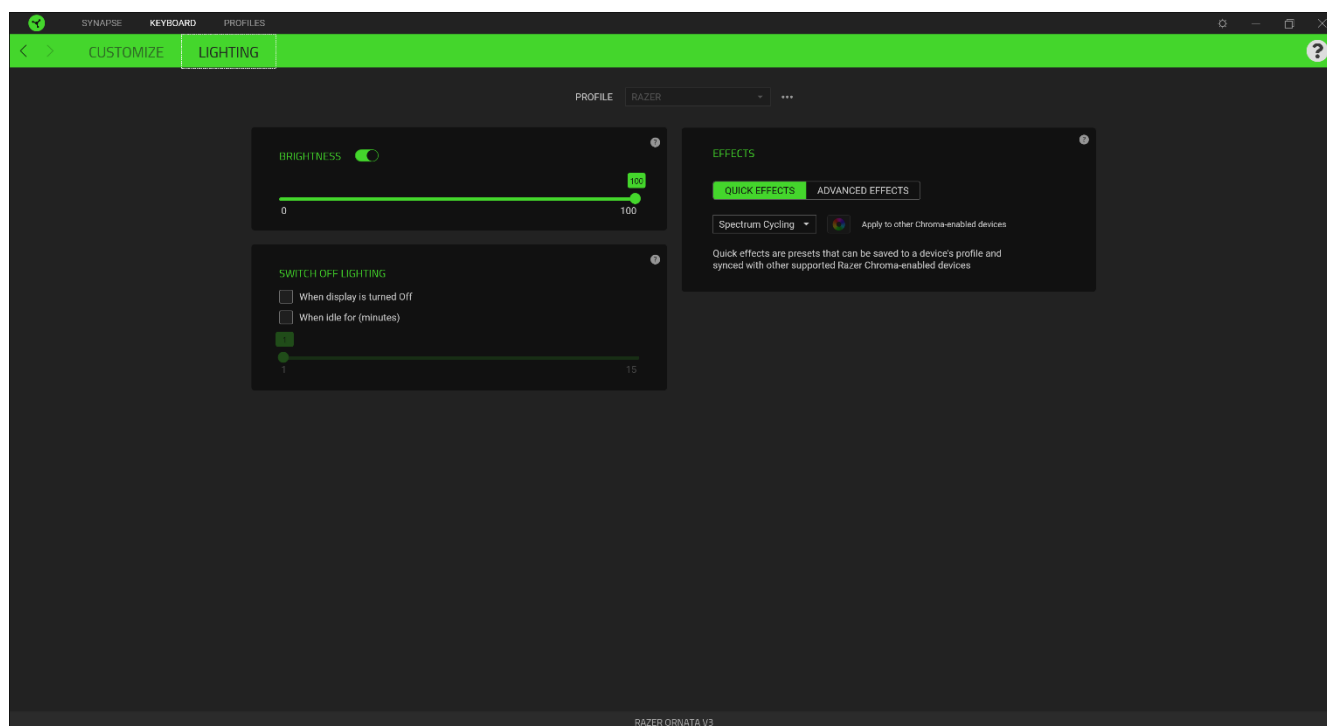 SYNAPSE KEYBOARD PROFILES
CUSTOMIZE LIGHTING
?
PROFILE RAZER
BRIGHTNESS
?
100
0 100
SWITCH OFF LIGHTING
?
When display is turned Off
When idle for (minutes)
1
1 15
EFFECTS
?
QUICK EFFECTS ADVANCED EFFECTS
Spectrum Cycling Apply to other Chroma-enabled devices
Quick effects are presets that can be saved to a device's profile and
synced with other supported Razer Chroma-enabled devices
RAZER ORNATA V3